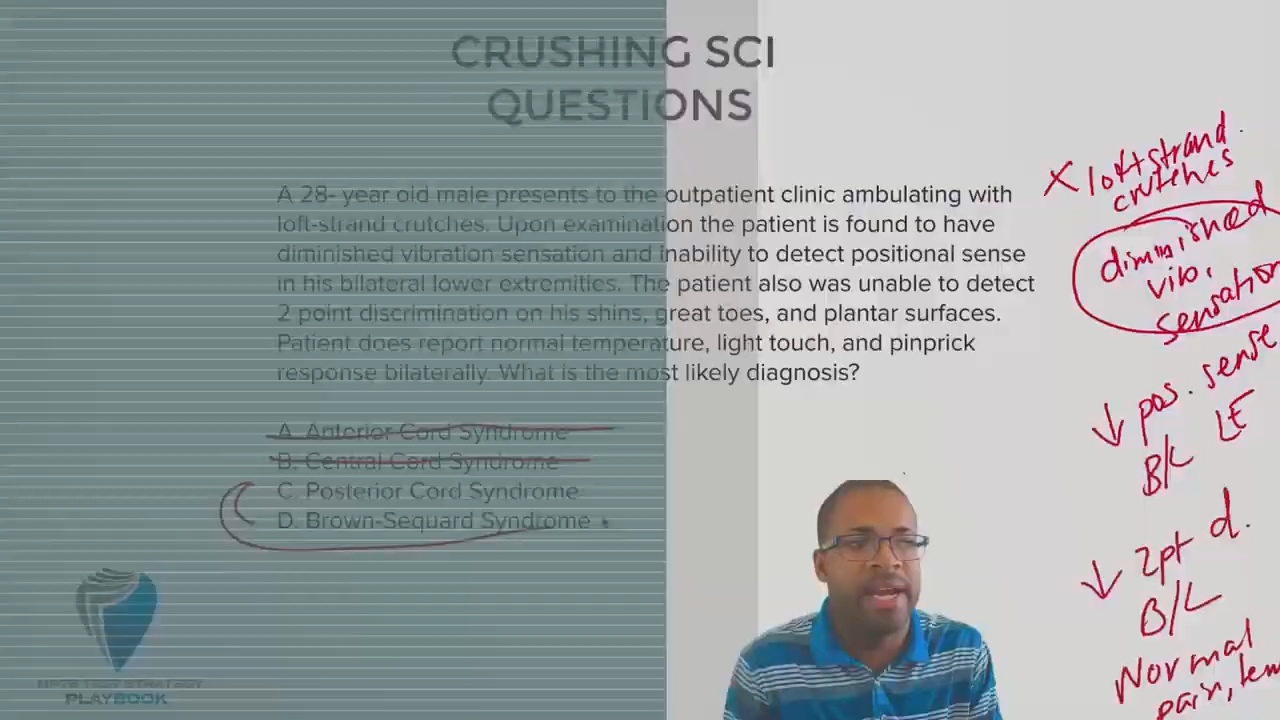 CRUSHING SCI
QUESTIONS
A 28- year old male presents to the outpatient clinic ambulating with
loft-strand crutches. Upon examination the patient is found to have
diminished vibration sensation and inability to detect positional sense
in his bilateral lower extremities. The patient also was unable to detect
2 point discrimination on his shins, great toes, and plantar surfaces.
Patient does report normal temperature, light touch, and pinprick
response bilaterally. What is the most likely diagnosis?
A. Anterior Cord Syndrome
B. Central Cord Syndrome
C. Posterior Cord Syndrome
D. Brown-Sequard Syndrome
X loftstrand
crutches
diminished
vib.
sensation
↓ pos. sense
B/L LE
↓ 2pt d.
B/L
Normal
pain, tem
NPTE TEST STRATEGY
PLAYBOOK